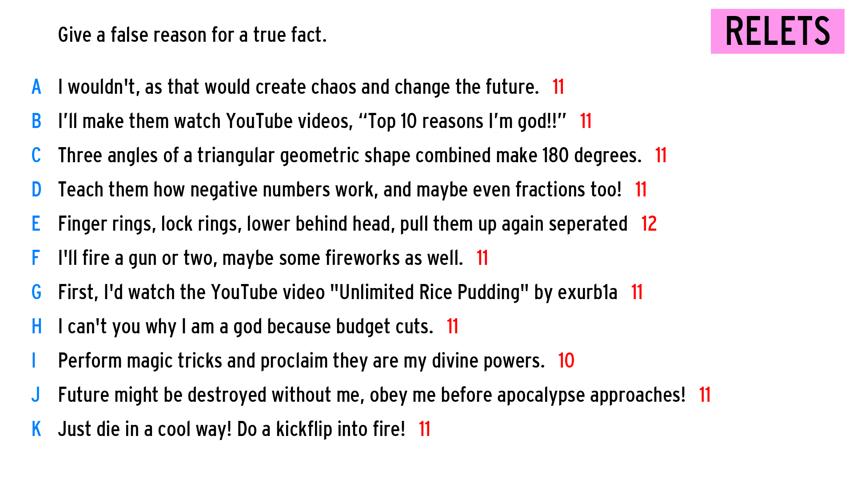 Give a false reason for a true fact.
RELETS
A I wouldn't, as that would create chaos and change the future. 11
B I’ll make them watch YouTube videos, “Top 10 reasons I’m god!!” 11
C Three angles of a triangular geometric shape combined make 180 degrees. 11
D Teach them how negative numbers work, and maybe even fractions too! 11
E Finger rings, lock rings, lower behind head, pull them up again seperated 12
F I'll fire a gun or two, maybe some fireworks as well. 11
G First, I'd watch the YouTube video "Unlimited Rice Pudding" by exurb1a 11
H I can't you why I am a god because budget cuts. 11
I Perform magic tricks and proclaim they are my divine powers. 10
J Future might be destroyed without me, obey me before apocalypse approaches! 11
K Just die in a cool way! Do a kickflip into fire! 11